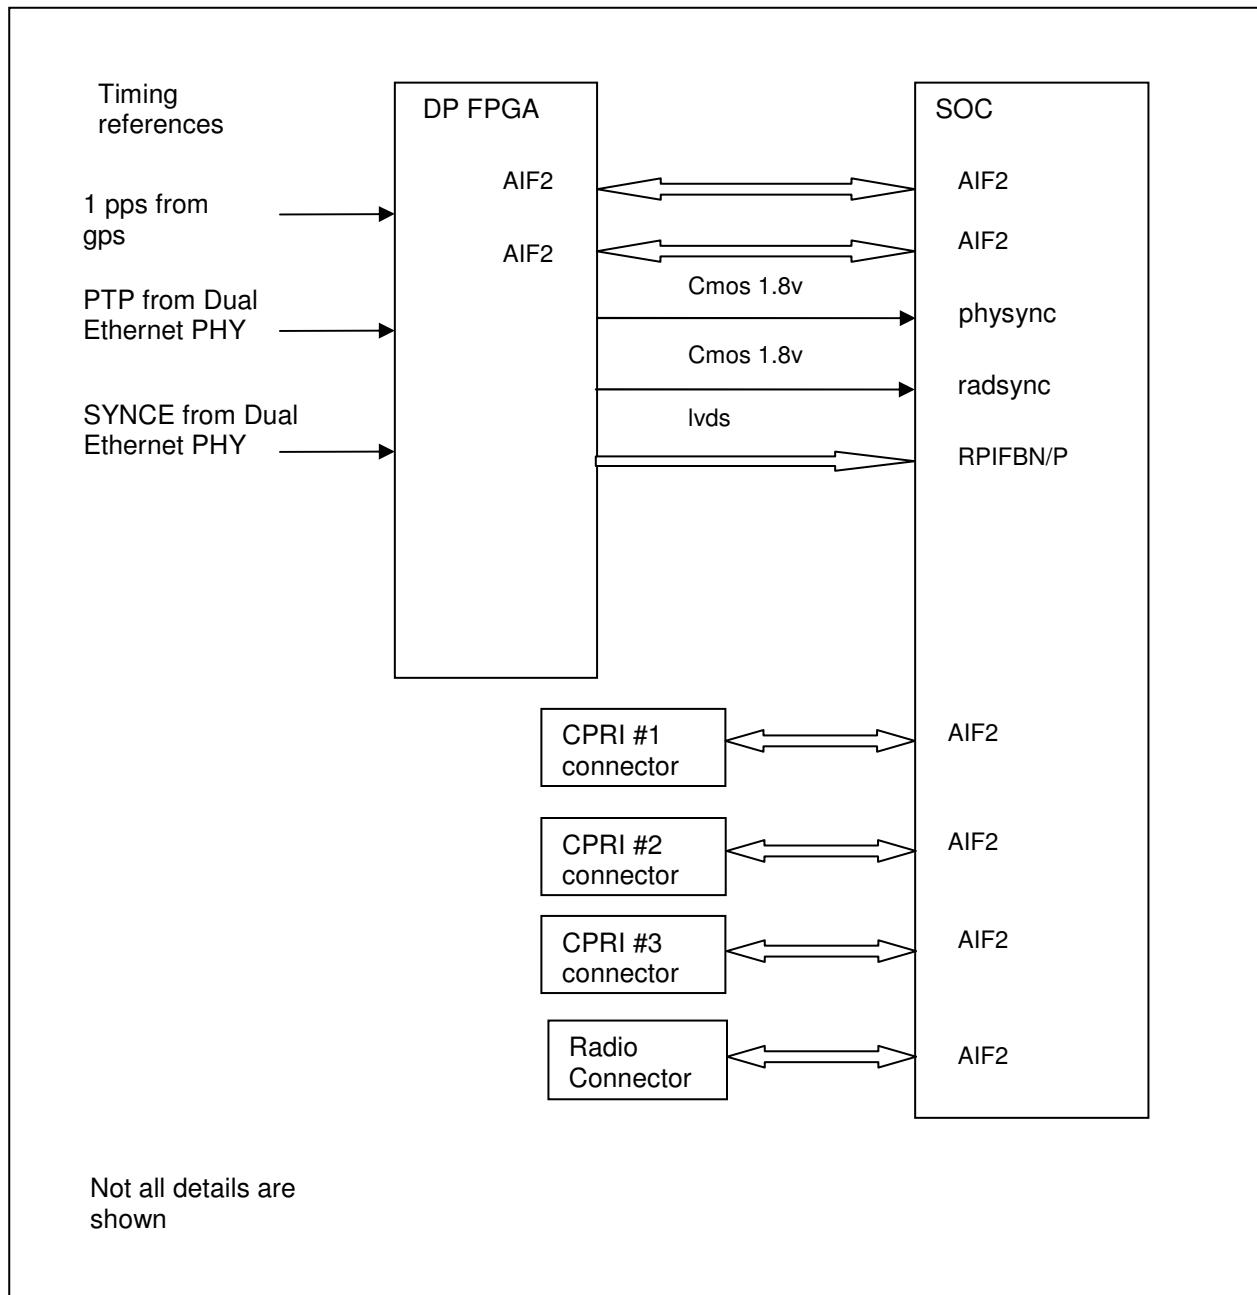 Timing
references
DP FPGA
SOC
AIF2
AIF2
1 pps from
gps
AIF2
AIF2
Cmos 1.8v
PTP from Dual
Ethernet PHY
physync
Cmos 1.8v
radsync
SYNCE from Dual
Ethernet PHY
lvds
RPIFBN/P
CPRI #1
connector
AIF2
CPRI #2
connector
AIF2
CPRI #3
connector
AIF2
Radio
Connector
AIF2
Not all details are
shown